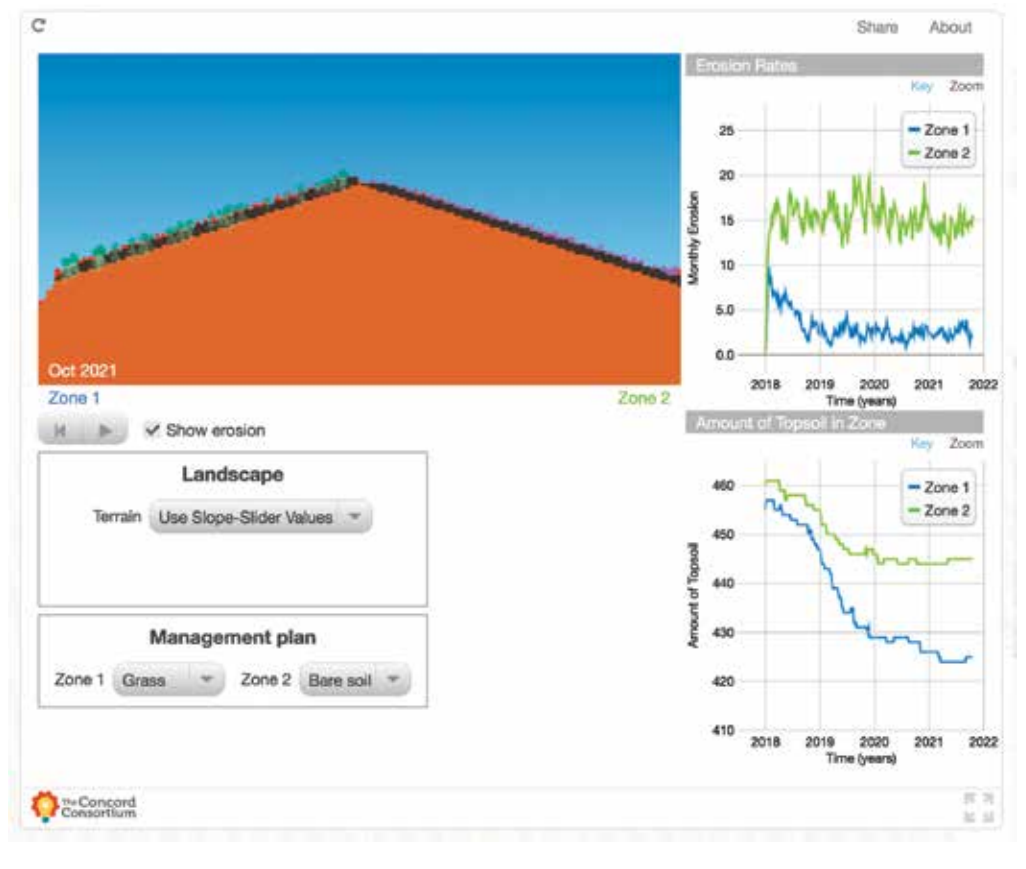 Share About
Erosion Rates
Key Zoom
Zone 1
Zone 2
25
20
15
10
5.0
0.0
Monthly Erosion
2018 2019 2020 2021 2022
Time (years)
Oct 2021
Zone 1 Zone 2
Show erosion
Landscape
Terrain Use Slope-Slider Values
Management plan
Zone 1 Grass Zone 2 Bare soil
Amount of Topsoil in Zone
Key Zoom
Zone 1
Zone 2
460
450
440
430
420
410
Amount of Topsoil
2018 2019 2020 2021 2022
Time (years)
The Concord
Consortium